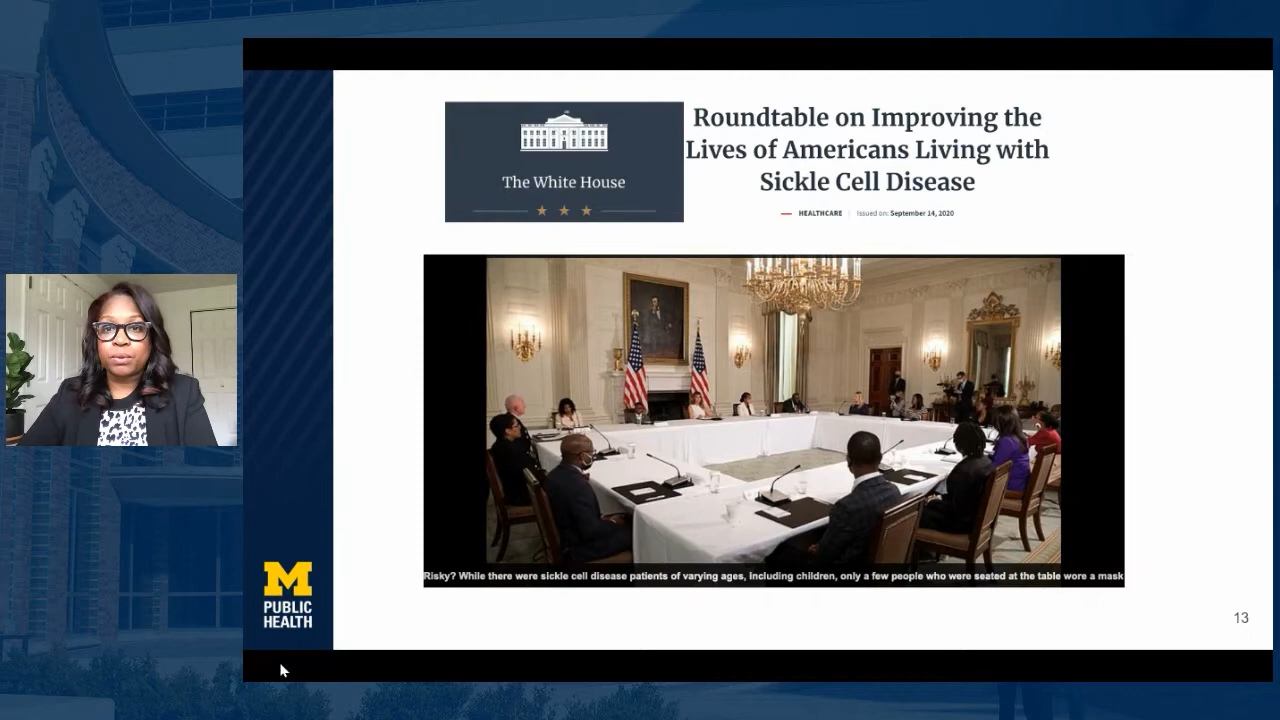 The White House
Roundtable on Improving the
Lives of Americans Living with
Sickle Cell Disease
HEALTHCARE | Issued on: September 14, 2020
Risky? While there were sickle cell disease patients of varying ages, including children, only a few people who were seated at the table wore a mask
M
PUBLIC
HEALTH
13